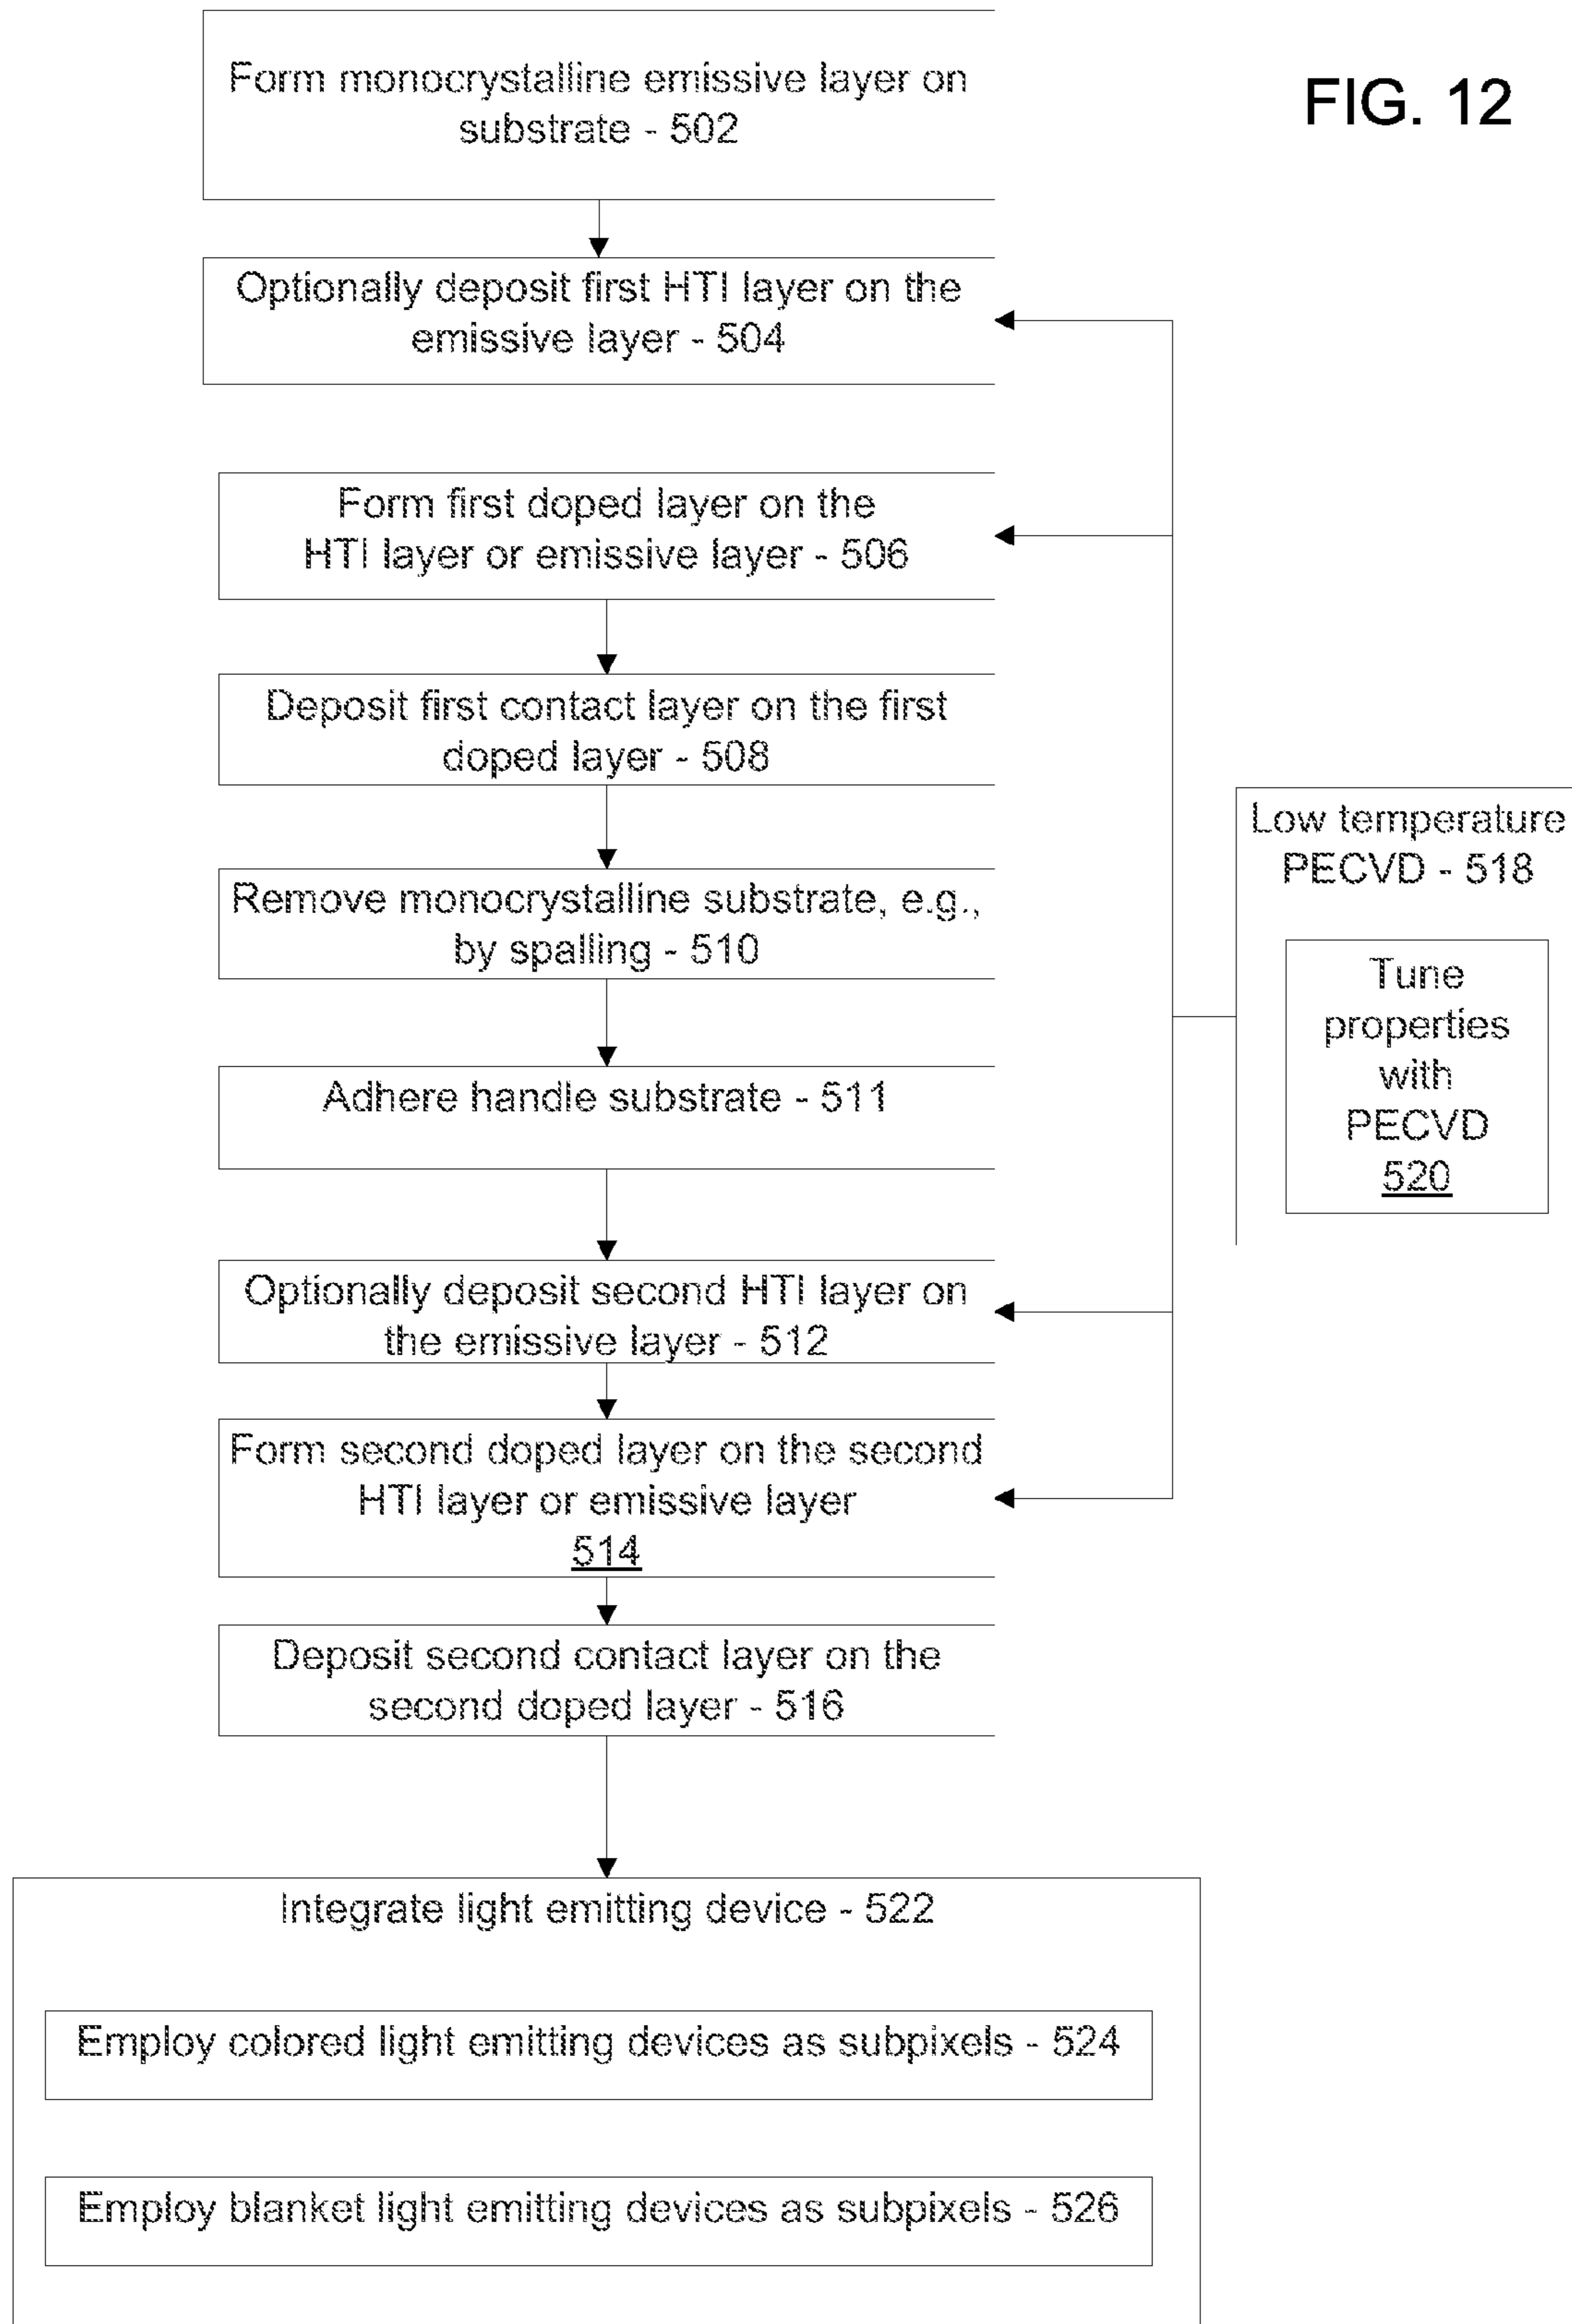 FIG. 12
Form monocrystalline emissive layer on
substrate - 502
Optionally deposit first HTI layer on the
emissive layer - 504
Form first doped layer on the
HTI layer or emissive layer - 506
Deposit first contact layer on the first
doped layer - 508
Remove monocrystalline substrate, e.g.,
by spalling - 510
Adhere handle substrate - 511
Optionally deposit second HTI layer on
the emissive layer - 512
Form second doped layer on the second
HTI layer or emissive layer
514
Deposit second contact layer on the
second doped layer - 516
Low temperature
PECVD - 518
Tune
properties
with
PECVD
520
Integrate light emitting device - 522
Employ colored light emitting devices as subpixels - 524
Employ blanket light emitting devices as subpixels - 526